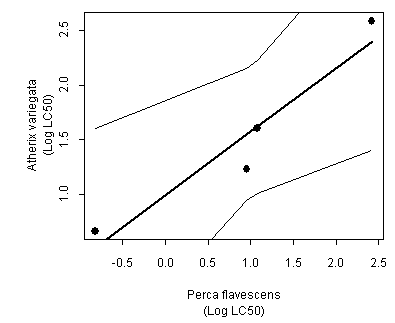 2.5
2.0
1.5
1.0
Atherix variegata
(Log LC50)
-0.5 0.0 0.5 1.0 1.5 2.0 2.5
Perca flavescens
(Log LC50)